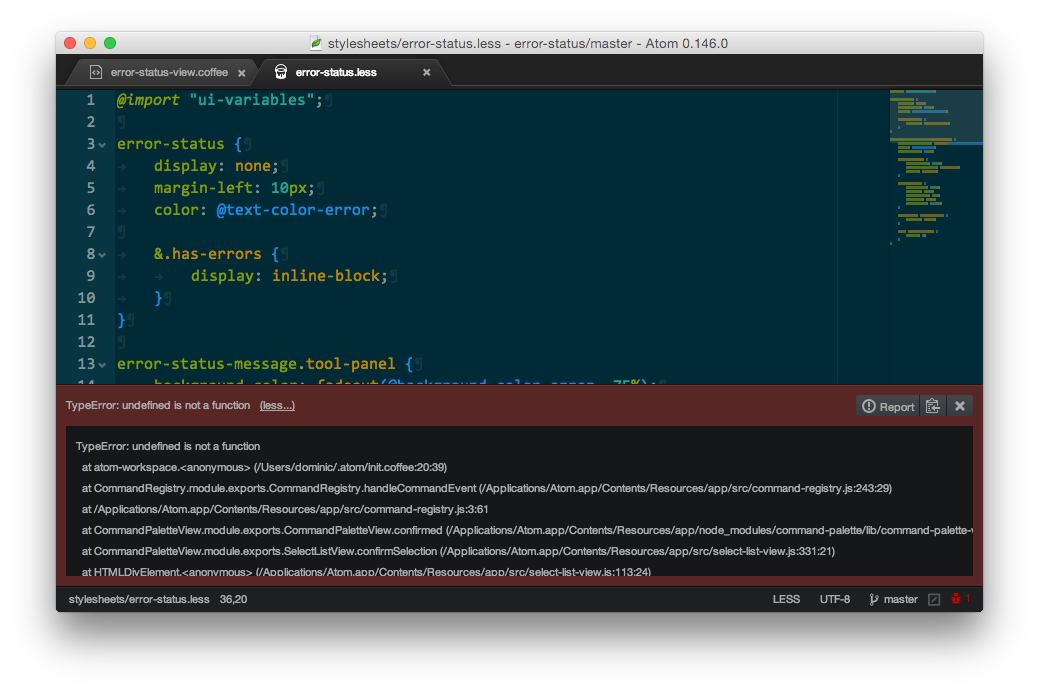 stylesheets/error-status.less - error-status/master - Atom 0.146.0
error-status-view.coffee
error-status.less
1 @import "ui-variables";¶
2 ¶
3 error-status {¶
4 display: none;¶
5 margin-left: 10px;¶
6 color: @text-color-error;¶
7 ¶
8 &.has-errors {¶
9 display: inline-block;¶
10 }¶
11 }¶
12 ¶
13 error-status-message.tool-panel {¶
14 background-color: fadeout(@background-color-error, 75%);¶
TypeError: undefined is not a function (less...)
Report
TypeError: undefined is not a function
at atom-workspace.<anonymous> (/Users/dominic/.atom/init.coffee:20:39)
at CommandRegistry.module.exports.CommandRegistry.handleCommandEvent (/Applications/Atom.app/Contents/Resources/app/src/command-registry.js:243:29)
at /Applications/Atom.app/Contents/Resources/app/src/command-registry.js:3:61
at CommandPaletteView.module.exports.CommandPaletteView.confirmed (/Applications/Atom.app/Contents/Resources/app/node_modules/command-palette/lib/command-palette-v
at CommandPaletteView.module.exports.SelectListView.confirmSelection (/Applications/Atom.app/Contents/Resources/app/src/select-list-view.js:331:21)
at HTMLDivElement.<anonymous> (/Applications/Atom.app/Contents/Resources/app/src/select-list-view.js:113:24)
stylesheets/error-status.less 36,20
LESS UTF-8 master 1